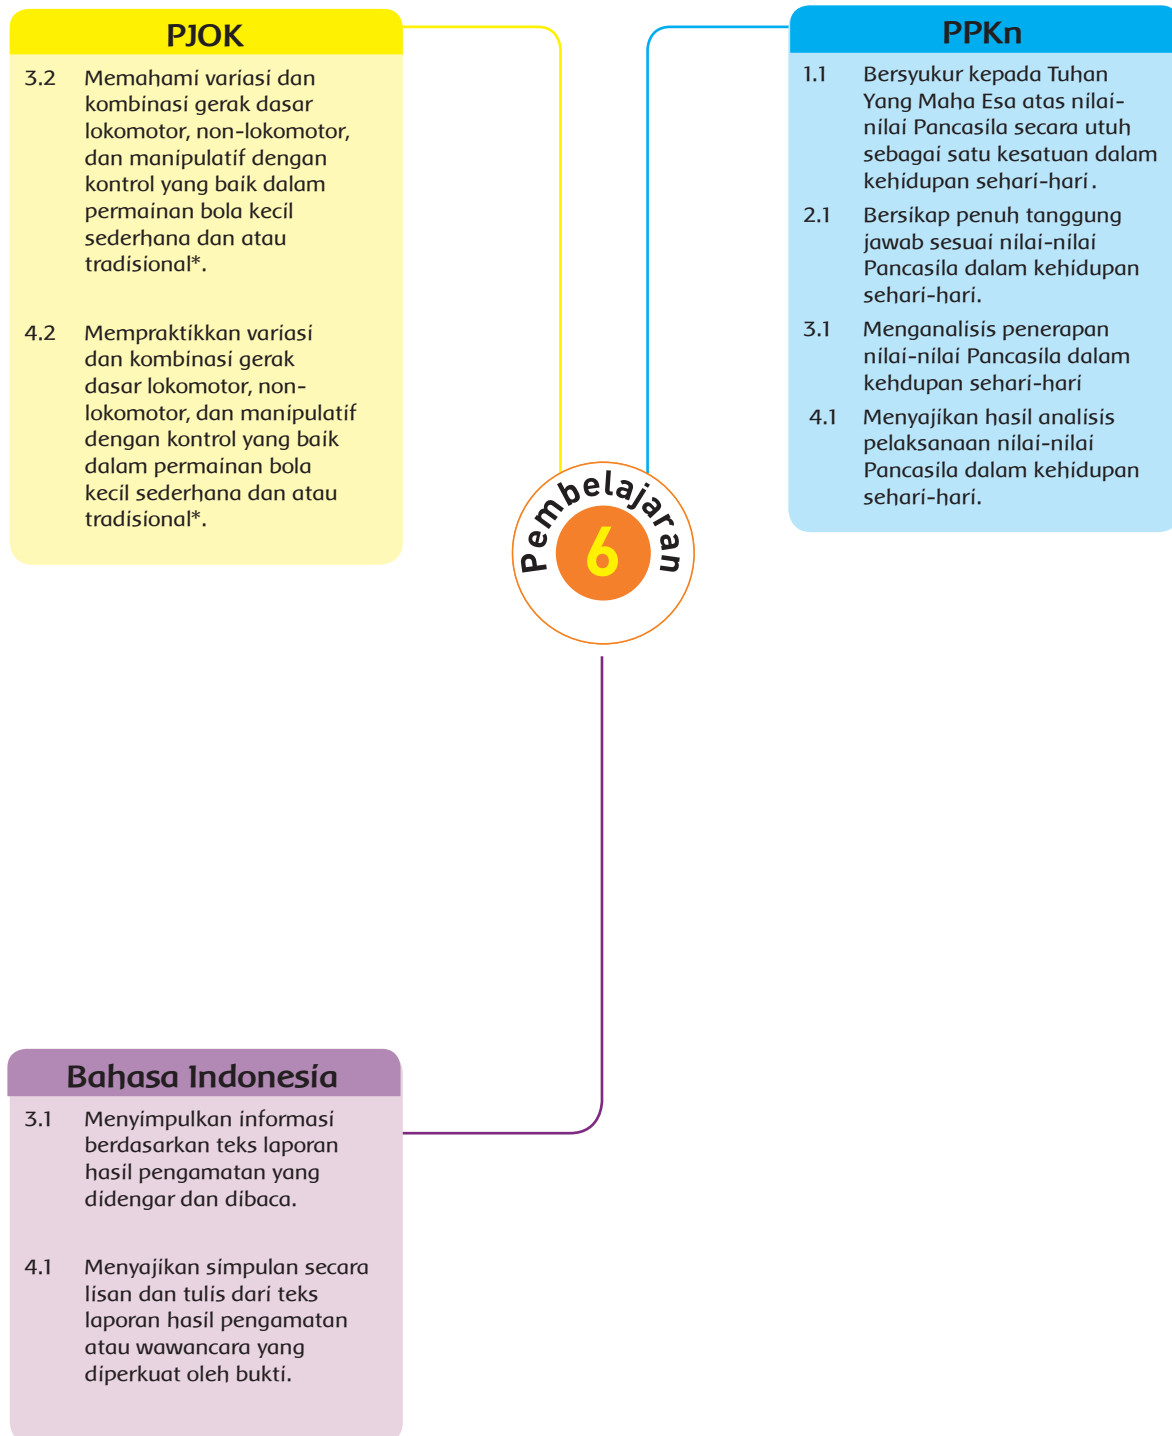 PJOK
3.2 Memahami variasi dan
kombinasi gerak dasar
lokomotor, non-lokomotor,
dan manipulatif dengan
kontrol yang baik dalam
permainan bola kecil
sederhana dan atau
tradisional*.
4.2 Mempraktikkan variasi
dan kombinasi gerak
dasar lokomotor, non-
lokomotor, dan manipulatif
dengan kontrol yang baik
dalam permainan bola
kecil sederhana dan atau
tradisional*.
PPKn
1.1 Bersyukur kepada Tuhan
Yang Maha Esa atas nilai-
nilai Pancasila secara utuh
sebagai satu kesatuan dalam
kehidupan sehari-hari.
2.1 Bersikap penuh tanggung
jawab sesuai nilai-nilai
Pancasila dalam kehidupan
sehari-hari.
3.1 Menganalisis penerapan
nilai-nilai Pancasila dalam
kehdupan sehari-hari
4.1 Menyajikan hasil analisis
pelaksanaan nilai-nilai
Pancasila dalam kehidupan
sehari-hari.
Pembelajaran
6
Bahasa Indonesia
3.1 Menyimpulkan informasi
berdasarkan teks laporan
hasil pengamatan yang
didengar dan dibaca.
4.1 Menyajikan simpulan secara
lisan dan tulis dari teks
laporan hasil pengamatan
atau wawancara yang
diperkuat oleh bukti.